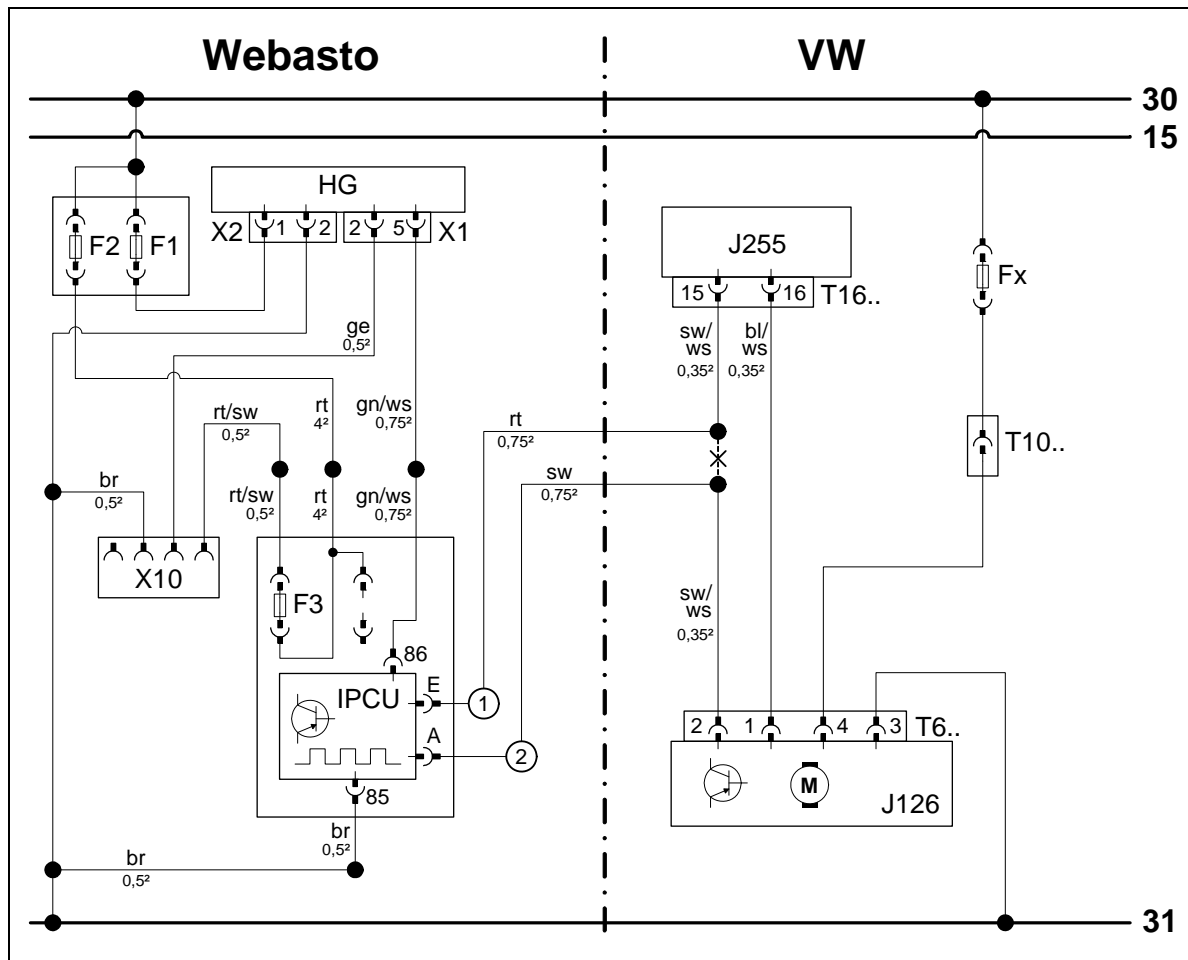 Webasto VW
30
15
HG
X2 1 2 2 5 X1
F2 F1
J255
15 16 T16..
Fx
ge
0,5²
sw/
ws
0,35²
bl/
ws
0,35²
rt/sw
0,5²
rt
4²
gn/ws
0,75²
rt
0,75²
T10..
sw
0,75²
br
0,5²
rt/sw
0,5²
rt
4²
gn/ws
0,75²
X10
F3
sw/
ws
0,35²
86
IPCU
E
1
A
2
85
2 1 4 3 T6..
M
J126
br
0,5²
br
0,5²
31